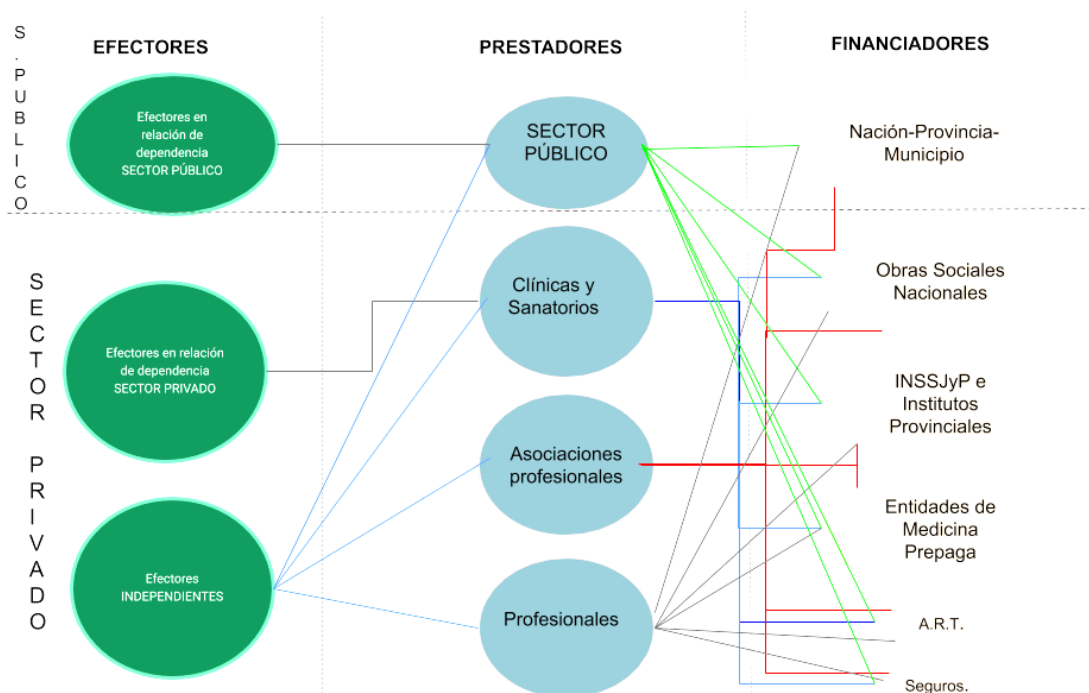 S
.
P
U
B
L
I
C
O
EFECTORES
PRESTADORES
FINANCIADORES
Efectores en
relación de
dependencia
SECTOR PÚBLICO
SECTOR
PÚBLICO
Nación-Provincia-
Municipio
S
E
C
T
O
R
P
R
I
V
A
D
O
Efectores en relación
de dependencia
SECTOR PRIVADO
Efectores
INDEPENDIENTES
Clínicas y
Sanatorios
Asociaciones
profesionales
Profesionales
Obras Sociales
Nacionales
INSSJyP e
Institutos
Provinciales
Entidades de
Medicina
Prepaga
A.R.T.
Seguros.